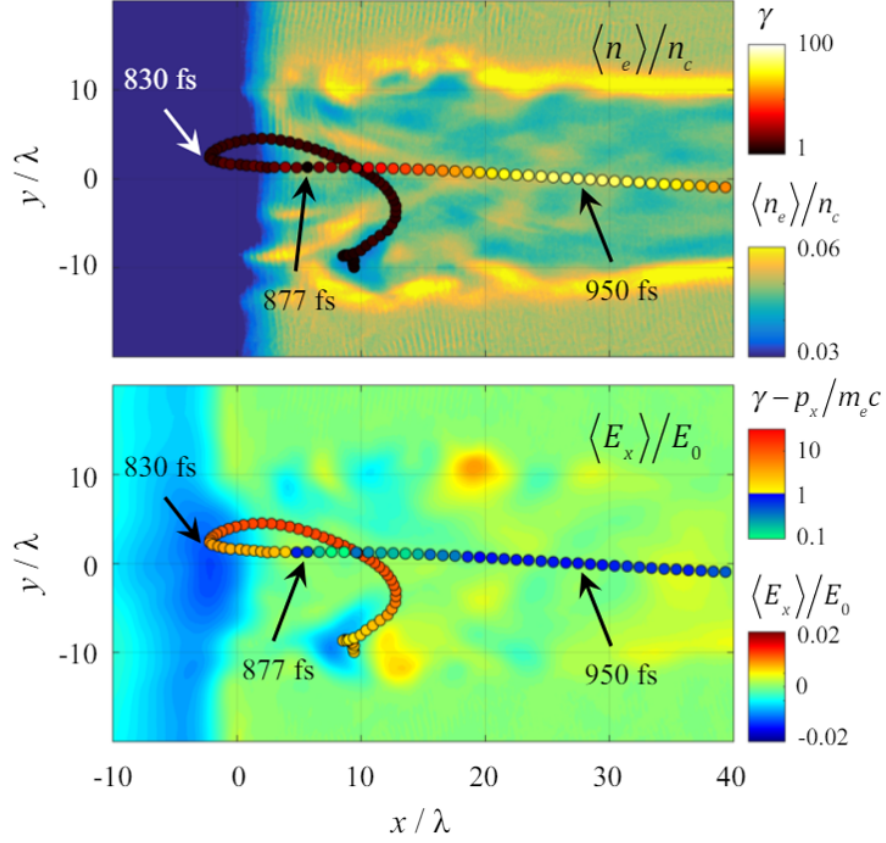 γ
⟨n_e⟩/n_c
100
10
830 fs
1
y / λ
0
⟨n_e⟩/n_c
0.06
-10
877 fs
950 fs
0.03
γ − p_x/m_e c
⟨E_x⟩/E_0
10
10
830 fs
1
y / λ
0
0.1
⟨E_x⟩/E_0
0.02
-10
877 fs
950 fs
0
-0.02
-10 0 10 20 30 40
x / λ